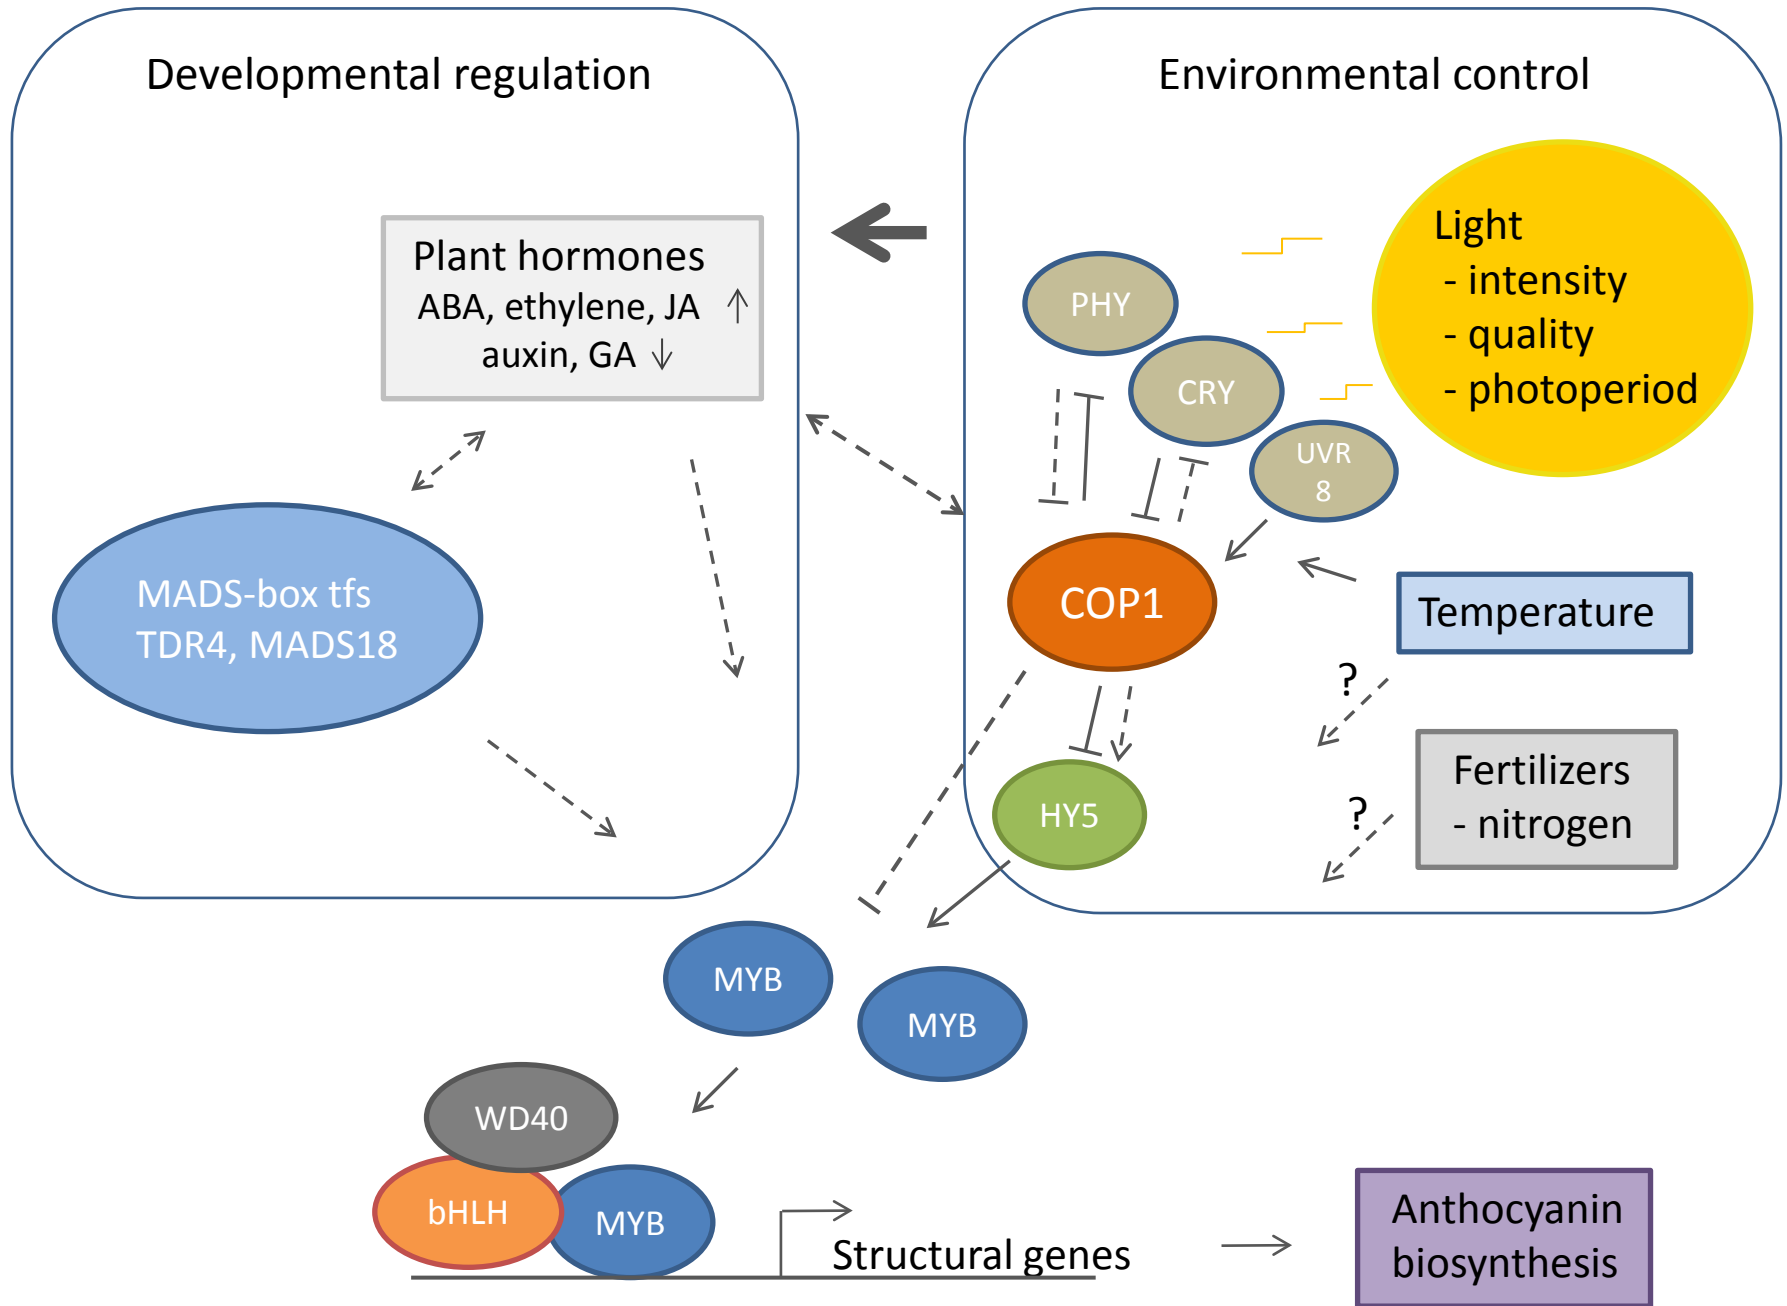 Developmental regulation
Plant hormones
ABA, ethylene, JA ↑
auxin, GA ↓
MADS-box tfs
TDR4, MADS18
Environmental control
Light
- intensity
- quality
- photoperiod
PHY
CRY
UVR
8
COP1
Temperature
?
Fertilizers
- nitrogen
?
HY5
MYB
MYB
WD40
bHLH
MYB
Structural genes
Anthocyanin
biosynthesis